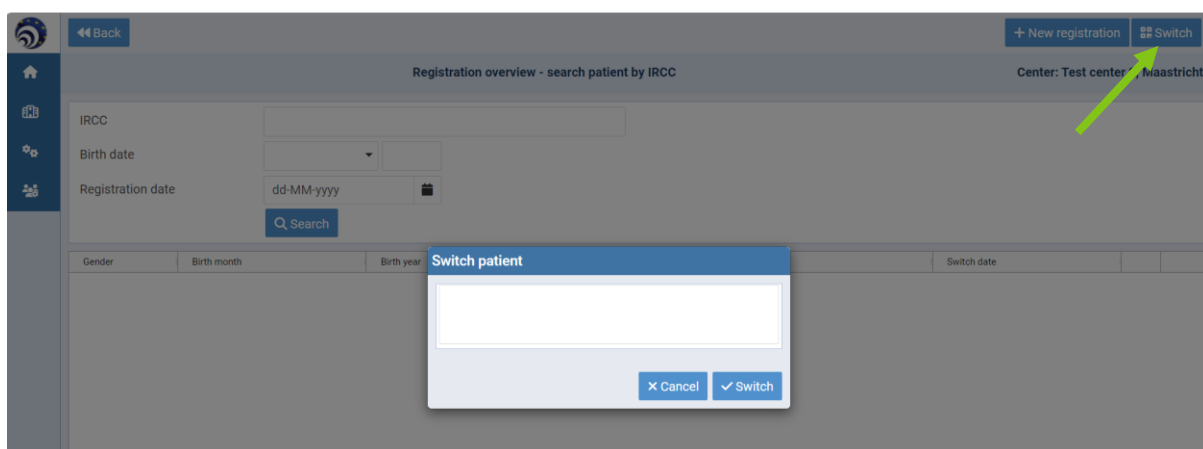 Back
New registration
Switch
Registration overview - search patient by IRCC
Center: Test center
Maastricht
IRCC
Birth date
Registration date
dd-MM-yyyy
Search
Gender
Birth month
Birth year
Switch date
Switch patient
Cancel
Switch